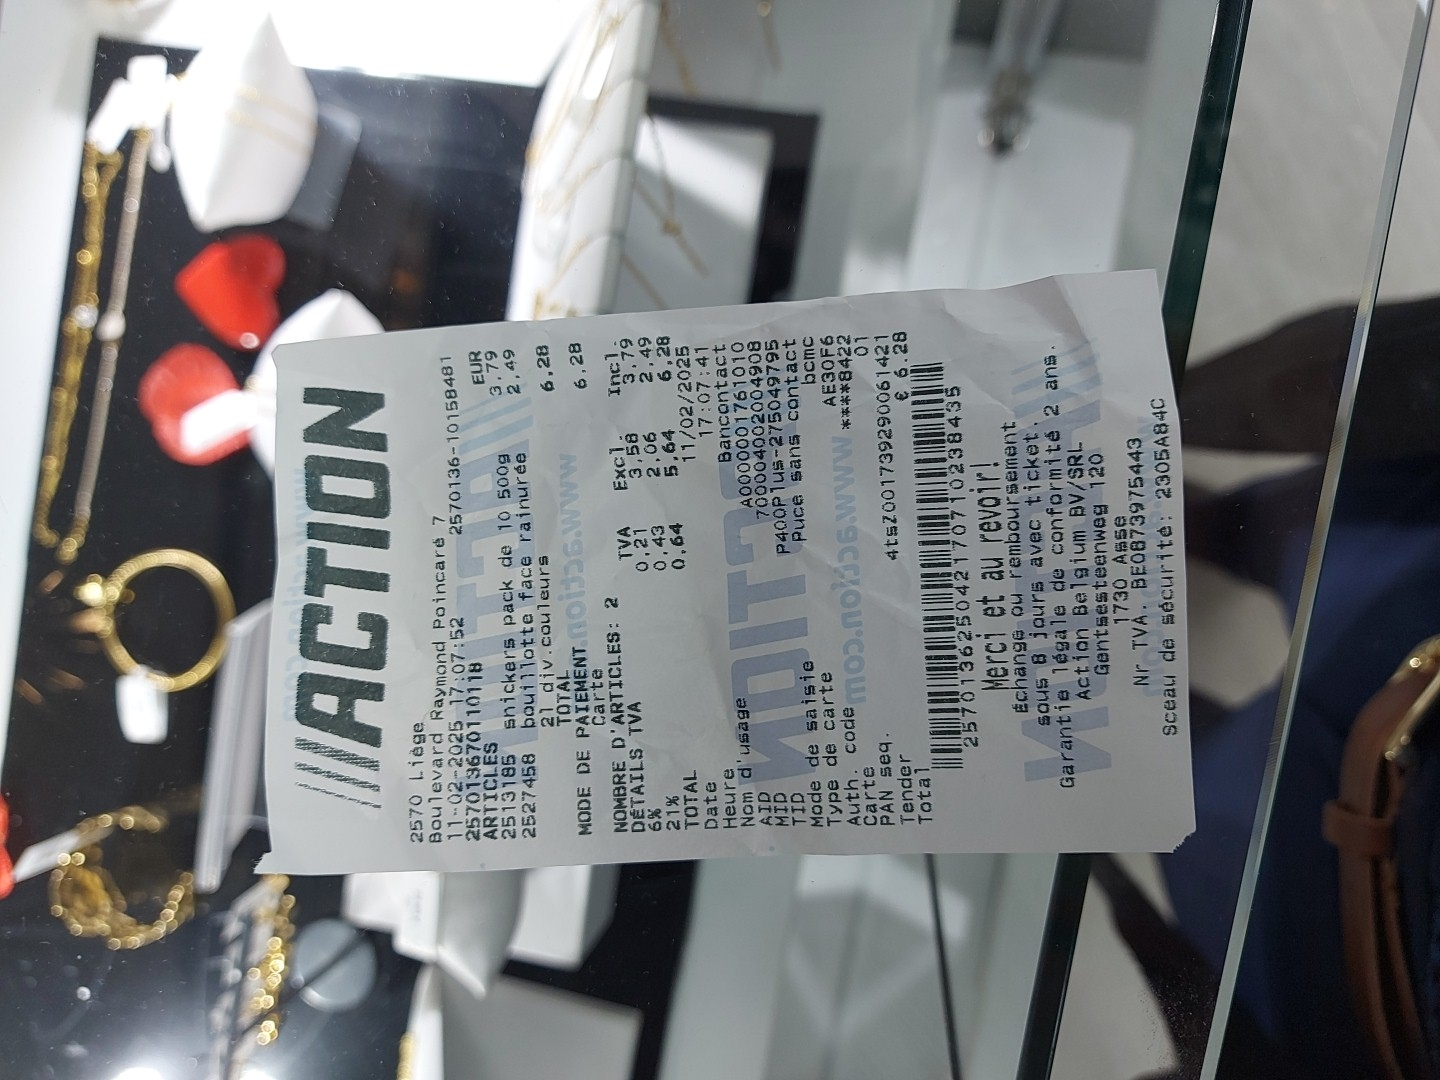 ACTION
2570 Liège
Boulevard Raymond Poincaré 7
11-02-2025 17:07:52 2570136-10158481
25701367011011B
ARTICLES EUR
2513185 snickers pack de 10 500g 3,79
2527458 bouillotte face rainurée 2,49
21 div.couleurs
TOTAL 6,28
MODE DE PAIEMENT
Carte 6,28
NOMBRE D'ARTICLES: 2
DÉTAILS TVA TVA Excl. Incl.
6% 0,21 3,58 3,79
21% 0,43 2,06 2,49
TOTAL 0,64 5,64 6,28
Date 11/02/2025
Heure 17:07:41
Nom d'usage Bancontact
AID A0000001761010
MID 700004002004908
TID P400Plus-275049795
Mode de saisie Puce sans contact
Type de carte bcmc
Auth. code AE30F6
Carte ****8422
PAN seq. 01
Tender 4tsZ001739290061421
Total € 6.28
257013625042170710238435
Merci et au revoir!
Échange ou remboursement
sous 8 jours avec ticket.
Garantie légale de conformité 2 ans.
Action Belgium BV/SRL
Gentsesteenweg 120
1730 Asse
Nr TVA. BE0873975443
Sceau de sécurité: 2305A84C
www.action.com